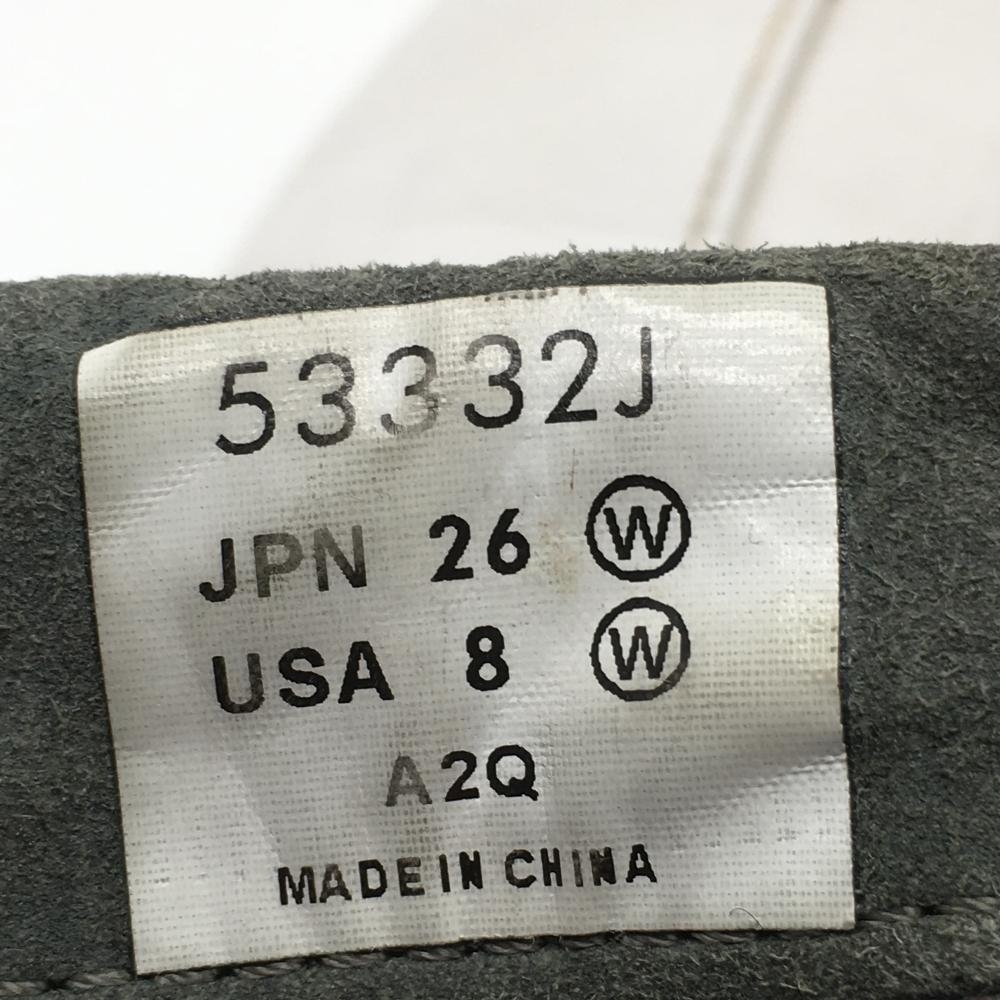 53332J
JPN 26 Ⓦ
USA 8 Ⓦ
A2Q
MADE IN CHINA